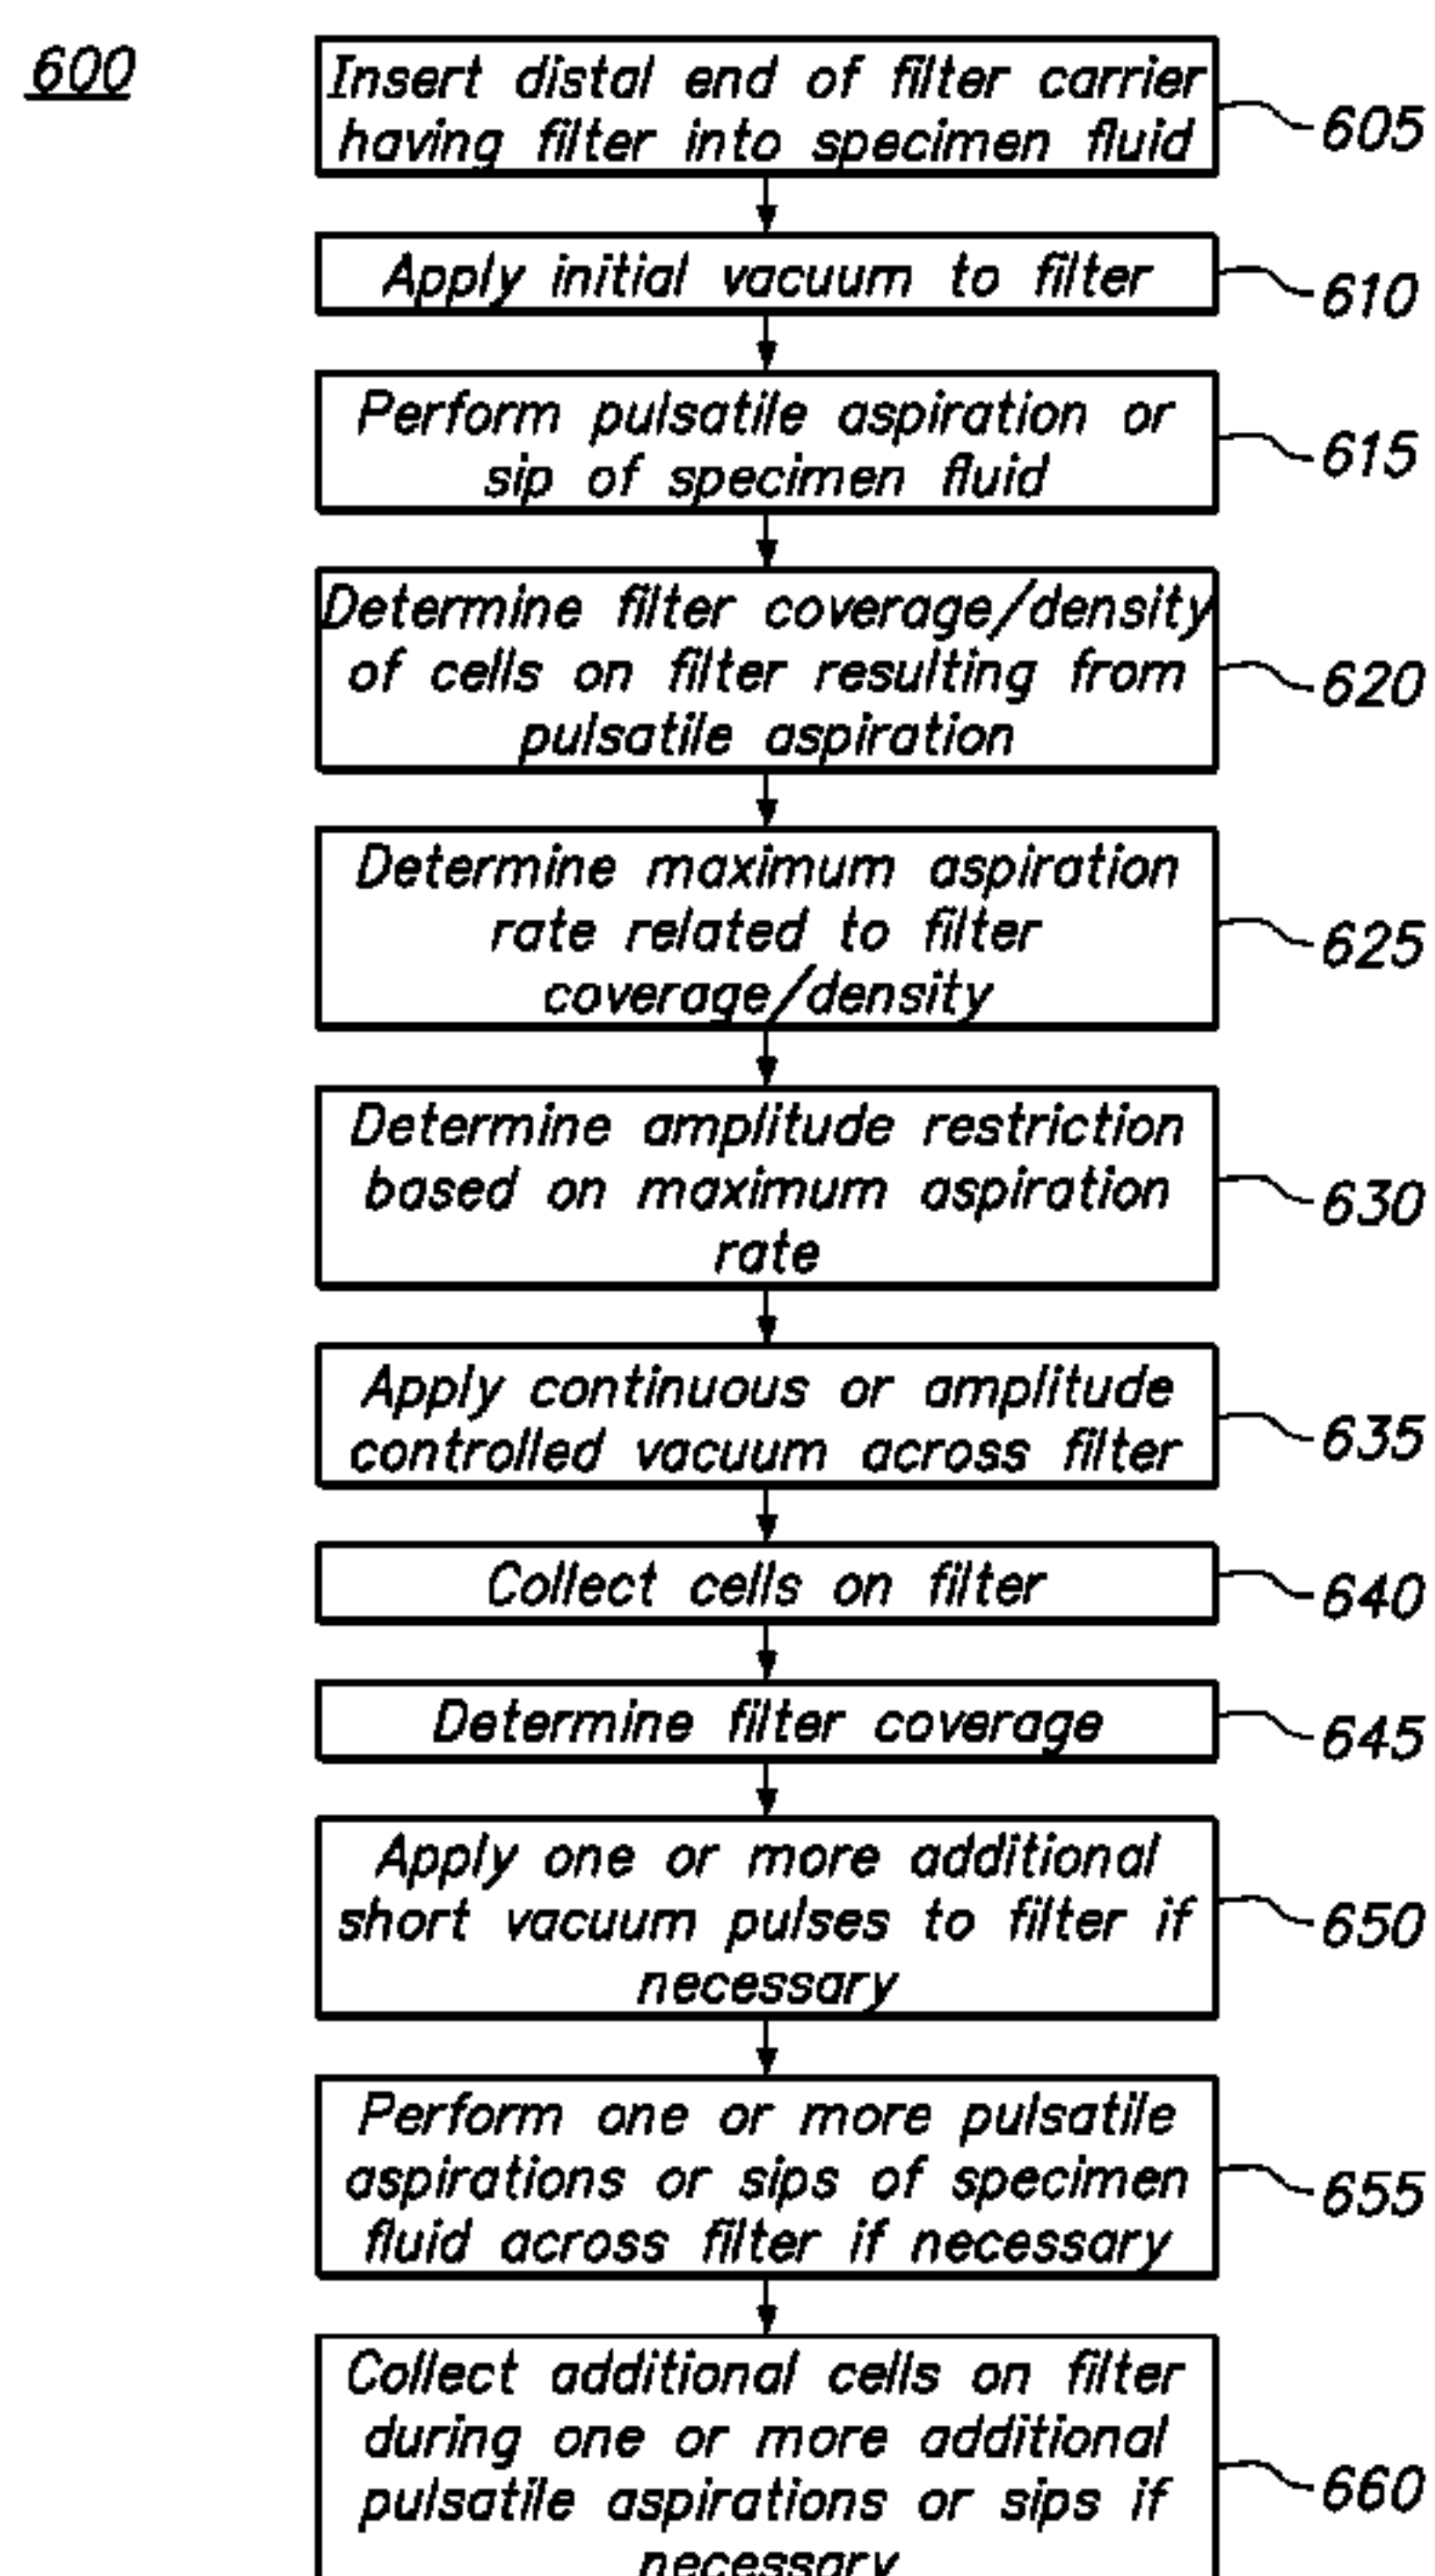 600
Insert distal end of filter carrier
having filter into specimen fluid
605
Apply initial vacuum to filter
610
Perform pulsatile aspiration or
sip of specimen fluid
615
Determine filter coverage/density
of cells on filter resulting from
pulsatile aspiration
620
Determine maximum aspiration
rate related to filter
coverage/density
625
Determine amplitude restriction
based on maximum aspiration
rate
630
Apply continuous or amplitude
controlled vacuum across filter
635
Collect cells on filter
640
Determine filter coverage
645
Apply one or more additional
short vacuum pulses to filter if
necessary
650
Perform one or more pulsatile
aspirations or sips of specimen
fluid across filter if necessary
655
Collect additional cells on filter
during one or more additional
pulsatile aspirations or sips if
necessary
660